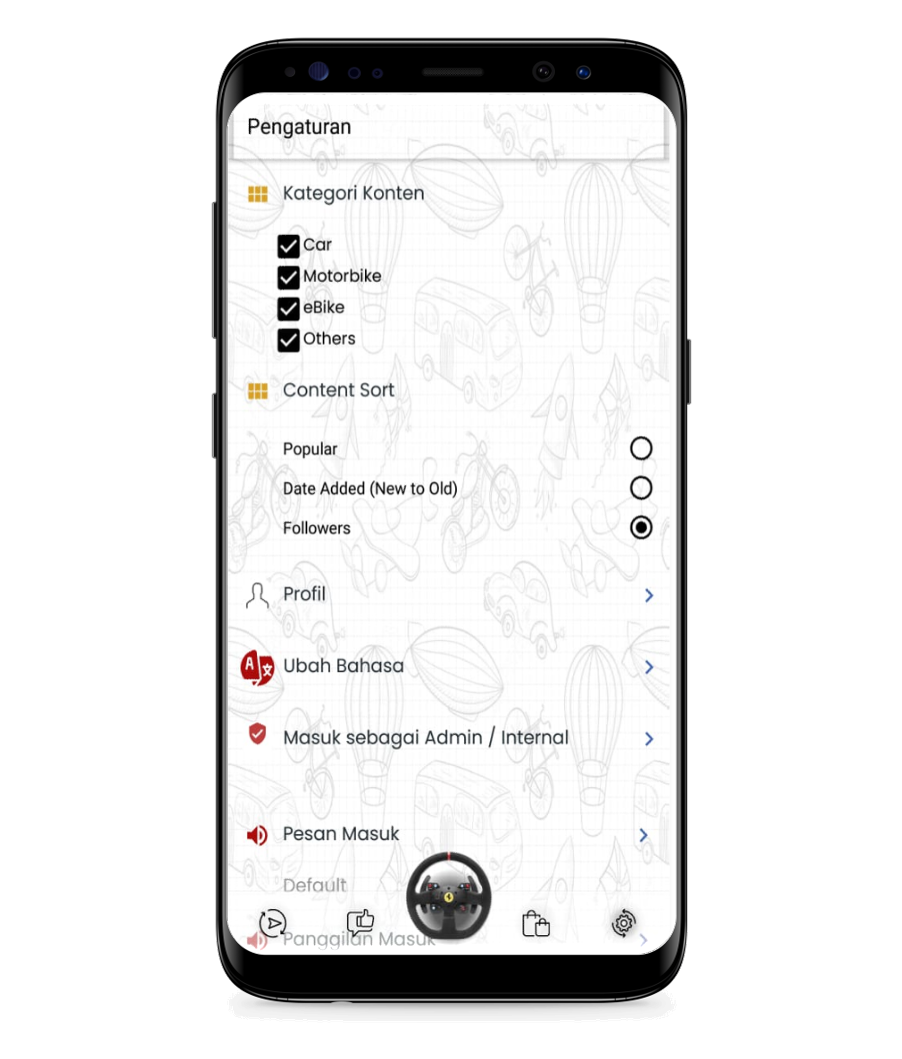 Pengaturan
Kategori Konten
Car
Motorbike
eBike
Others
Content Sort
Popular
Date Added (New to Old)
Followers
Profil
Ubah Bahasa
Masuk sebagai Admin / Internal
Pesan Masuk
Default
Panggilan Masuk